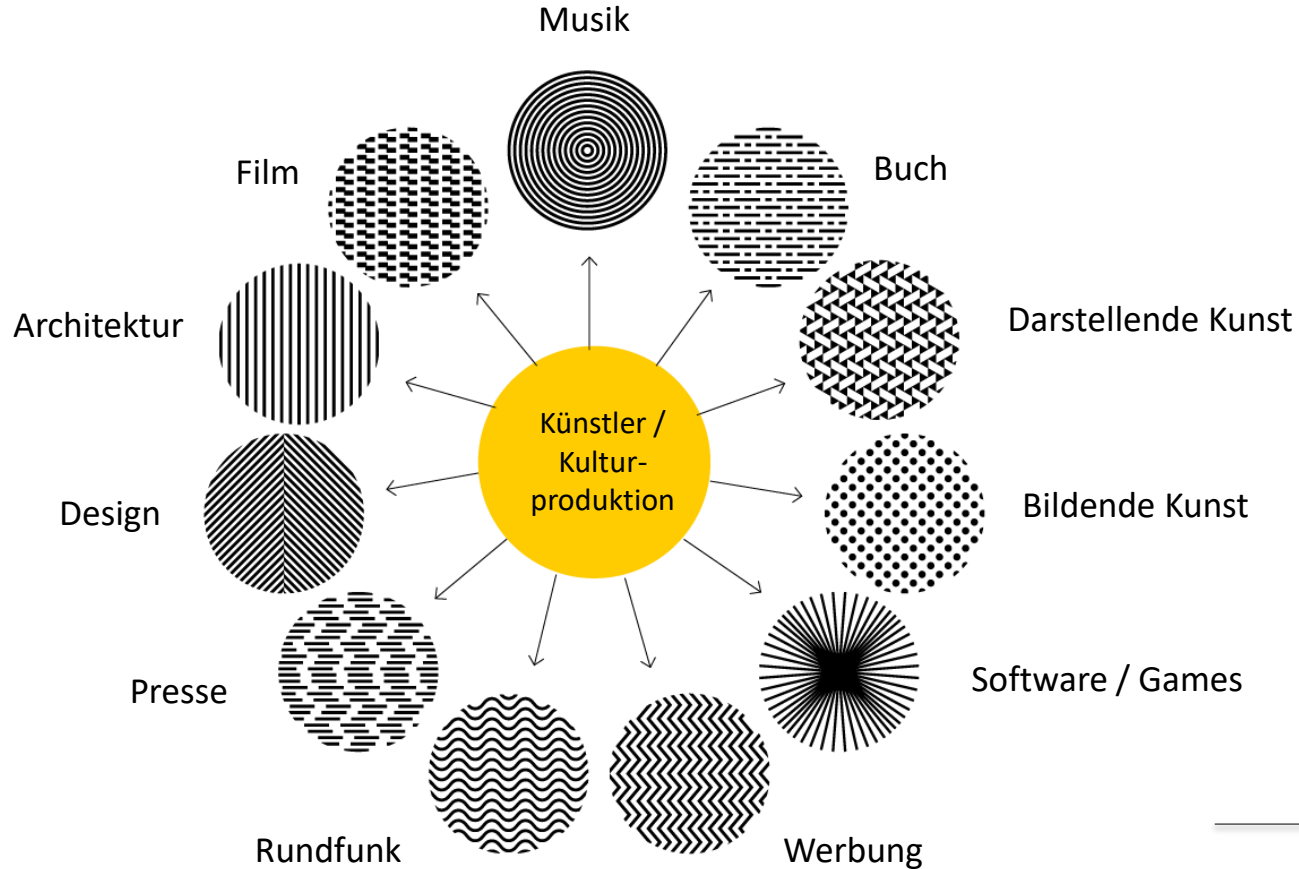 Musik
Film
Buch
Architektur
Darstellende Kunst
Künstler /
Kultur-
produktion
Design
Bildende Kunst
Presse
Software / Games
Rundfunk
Werbung